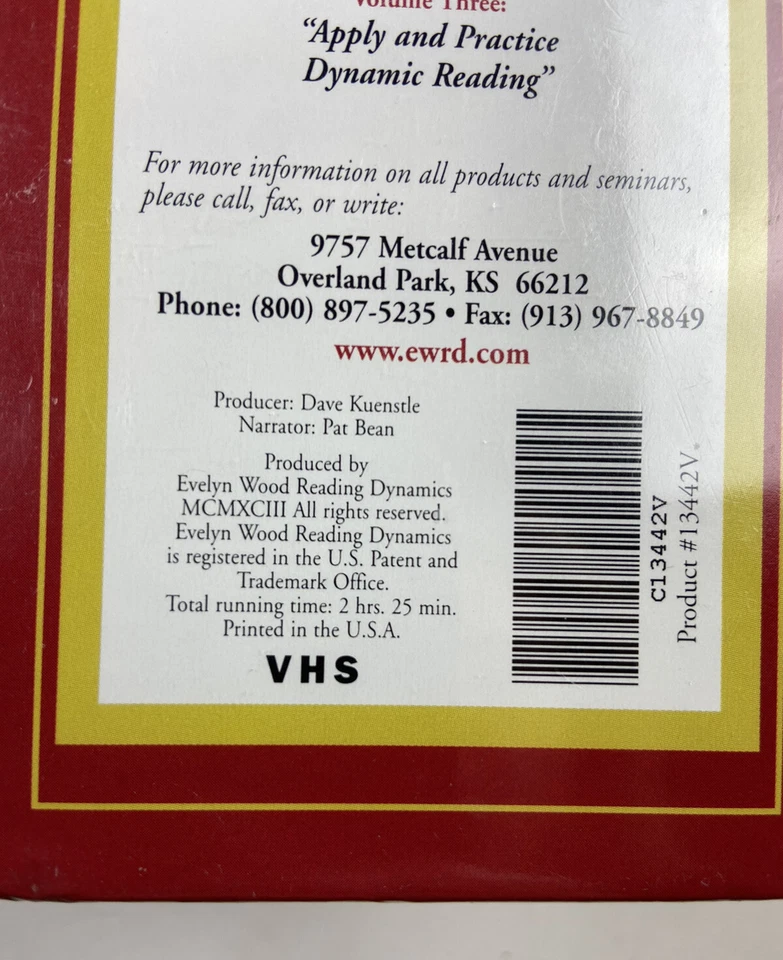 Volume Three:
“Apply and Practice
Dynamic Reading”
For more information on all products and seminars,
please call, fax, or write:
9757 Metcalf Avenue
Overland Park, KS 66212
Phone: (800) 897-5235 • Fax: (913) 967-8849
www.ewrd.com
Producer: Dave Kuenstle
Narrator: Pat Bean
Produced by
Evelyn Wood Reading Dynamics
MCMXCIII All rights reserved.
Evelyn Wood Reading Dynamics
is registered in the U.S. Patent and
Trademark Office.
Total running time: 2 hrs. 25 min.
Printed in the U.S.A.
VHS
C13442V
Product #13442V